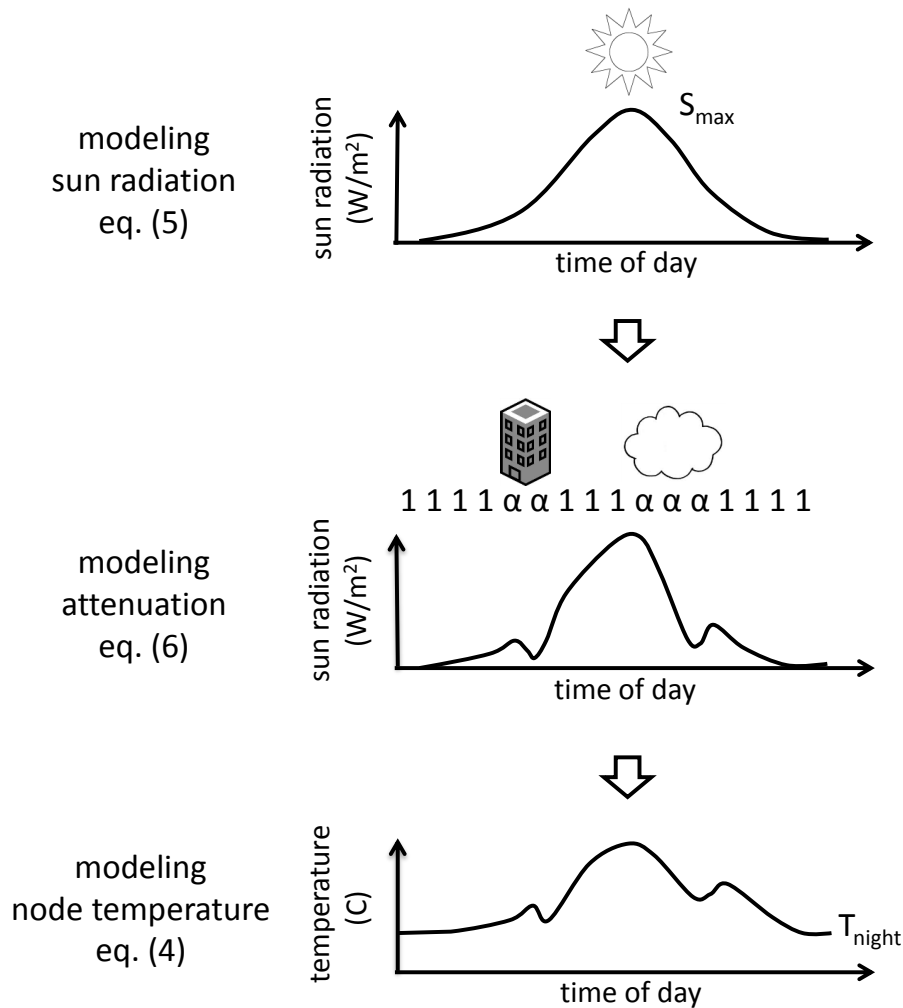 S_max
modeling
sun radiation
eq. (5)
sun radiation
(W/m²)
time of day
1 1 1 1 α α 1 1 1 α α α 1 1 1 1
modeling
attenuation
eq. (6)
sun radiation
(W/m²)
time of day
modeling
node temperature
eq. (4)
temperature
(C)
T_night
time of day